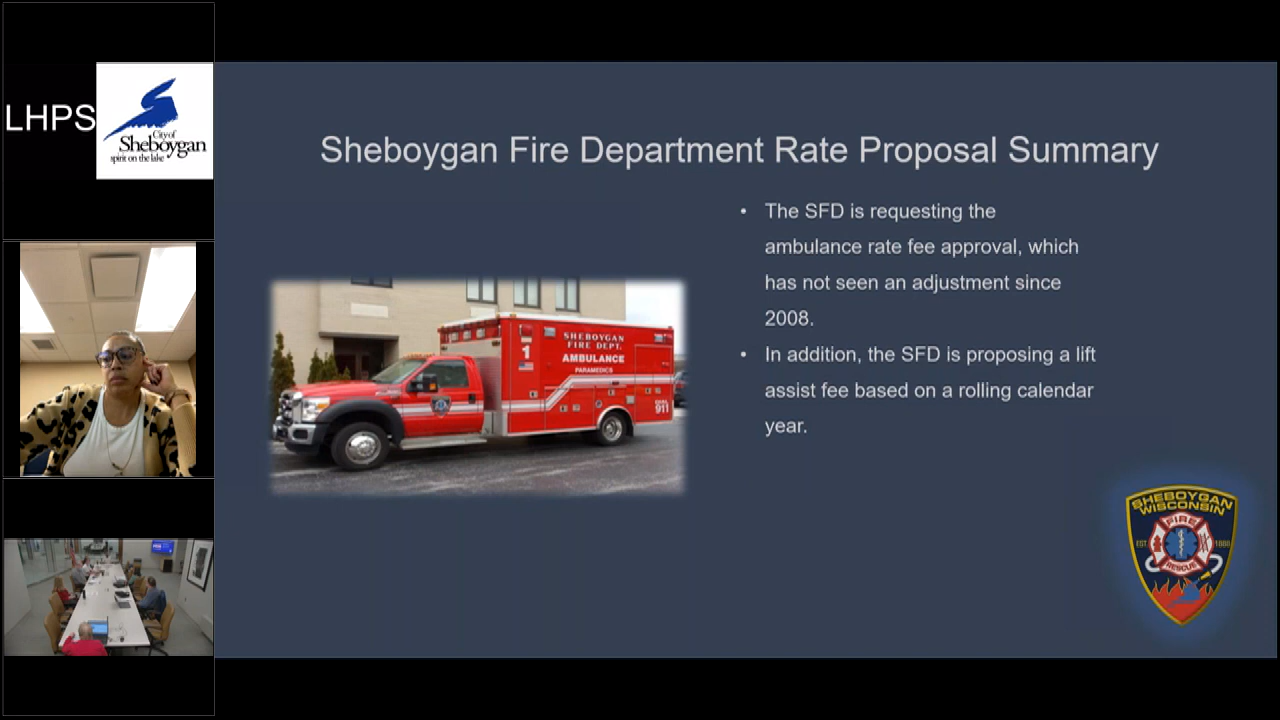 LHPS
City of
Sheboygan
spirit on the lake
Sheboygan Fire Department Rate Proposal Summary
• The SFD is requesting the
ambulance rate fee approval, which
has not seen an adjustment since
2008.
• In addition, the SFD is proposing a lift
assist fee based on a rolling calendar
year.
SHEBOYGAN
FIRE DEPT.
1
AMBULANCE
PARAMEDICS
911
SHEBOYGAN
WISCONSIN
FIRE
EST.
1888
RESCUE